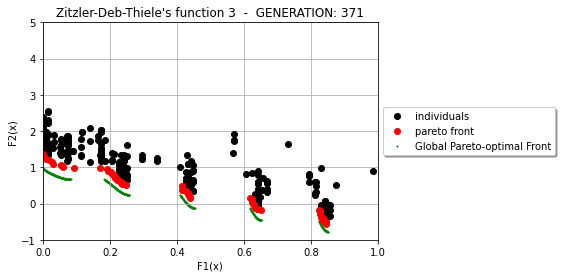 Zitzler-Deb-Thiele's function 3 - GENERATION: 371
5
4
3
2
1
0
−1
F2(x)
0.0 0.2 0.4 0.6 0.8 1.0
F1(x)
individuals
pareto front
Global Pareto-optimal Front